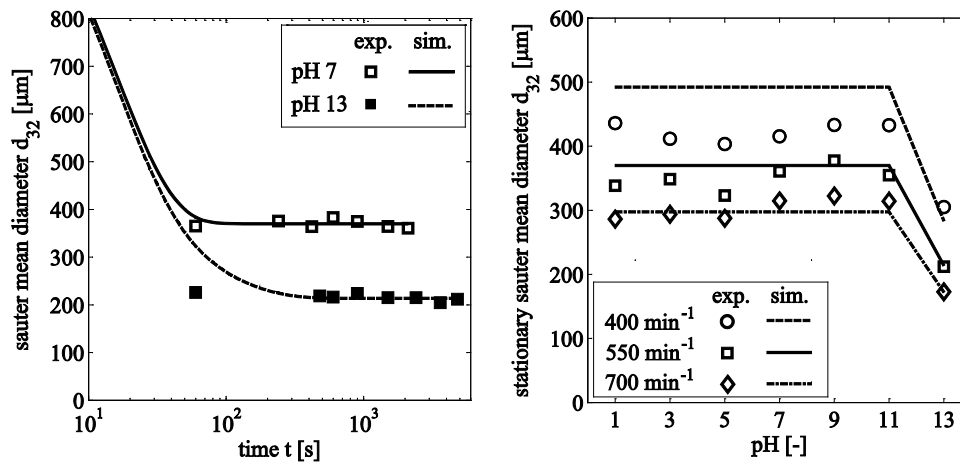 sauter mean diameter d32 [µm]
800
700
600
500
400
300
200
100
0
10^1
10^2
10^3
time t [s]
exp. sim.
pH 7
pH 13
stationary sauter mean diameter d32 [µm]
600
500
400
300
200
100
0
1 3 5 7 9 11 13
pH [-]
exp. sim.
400 min^-1
550 min^-1
700 min^-1